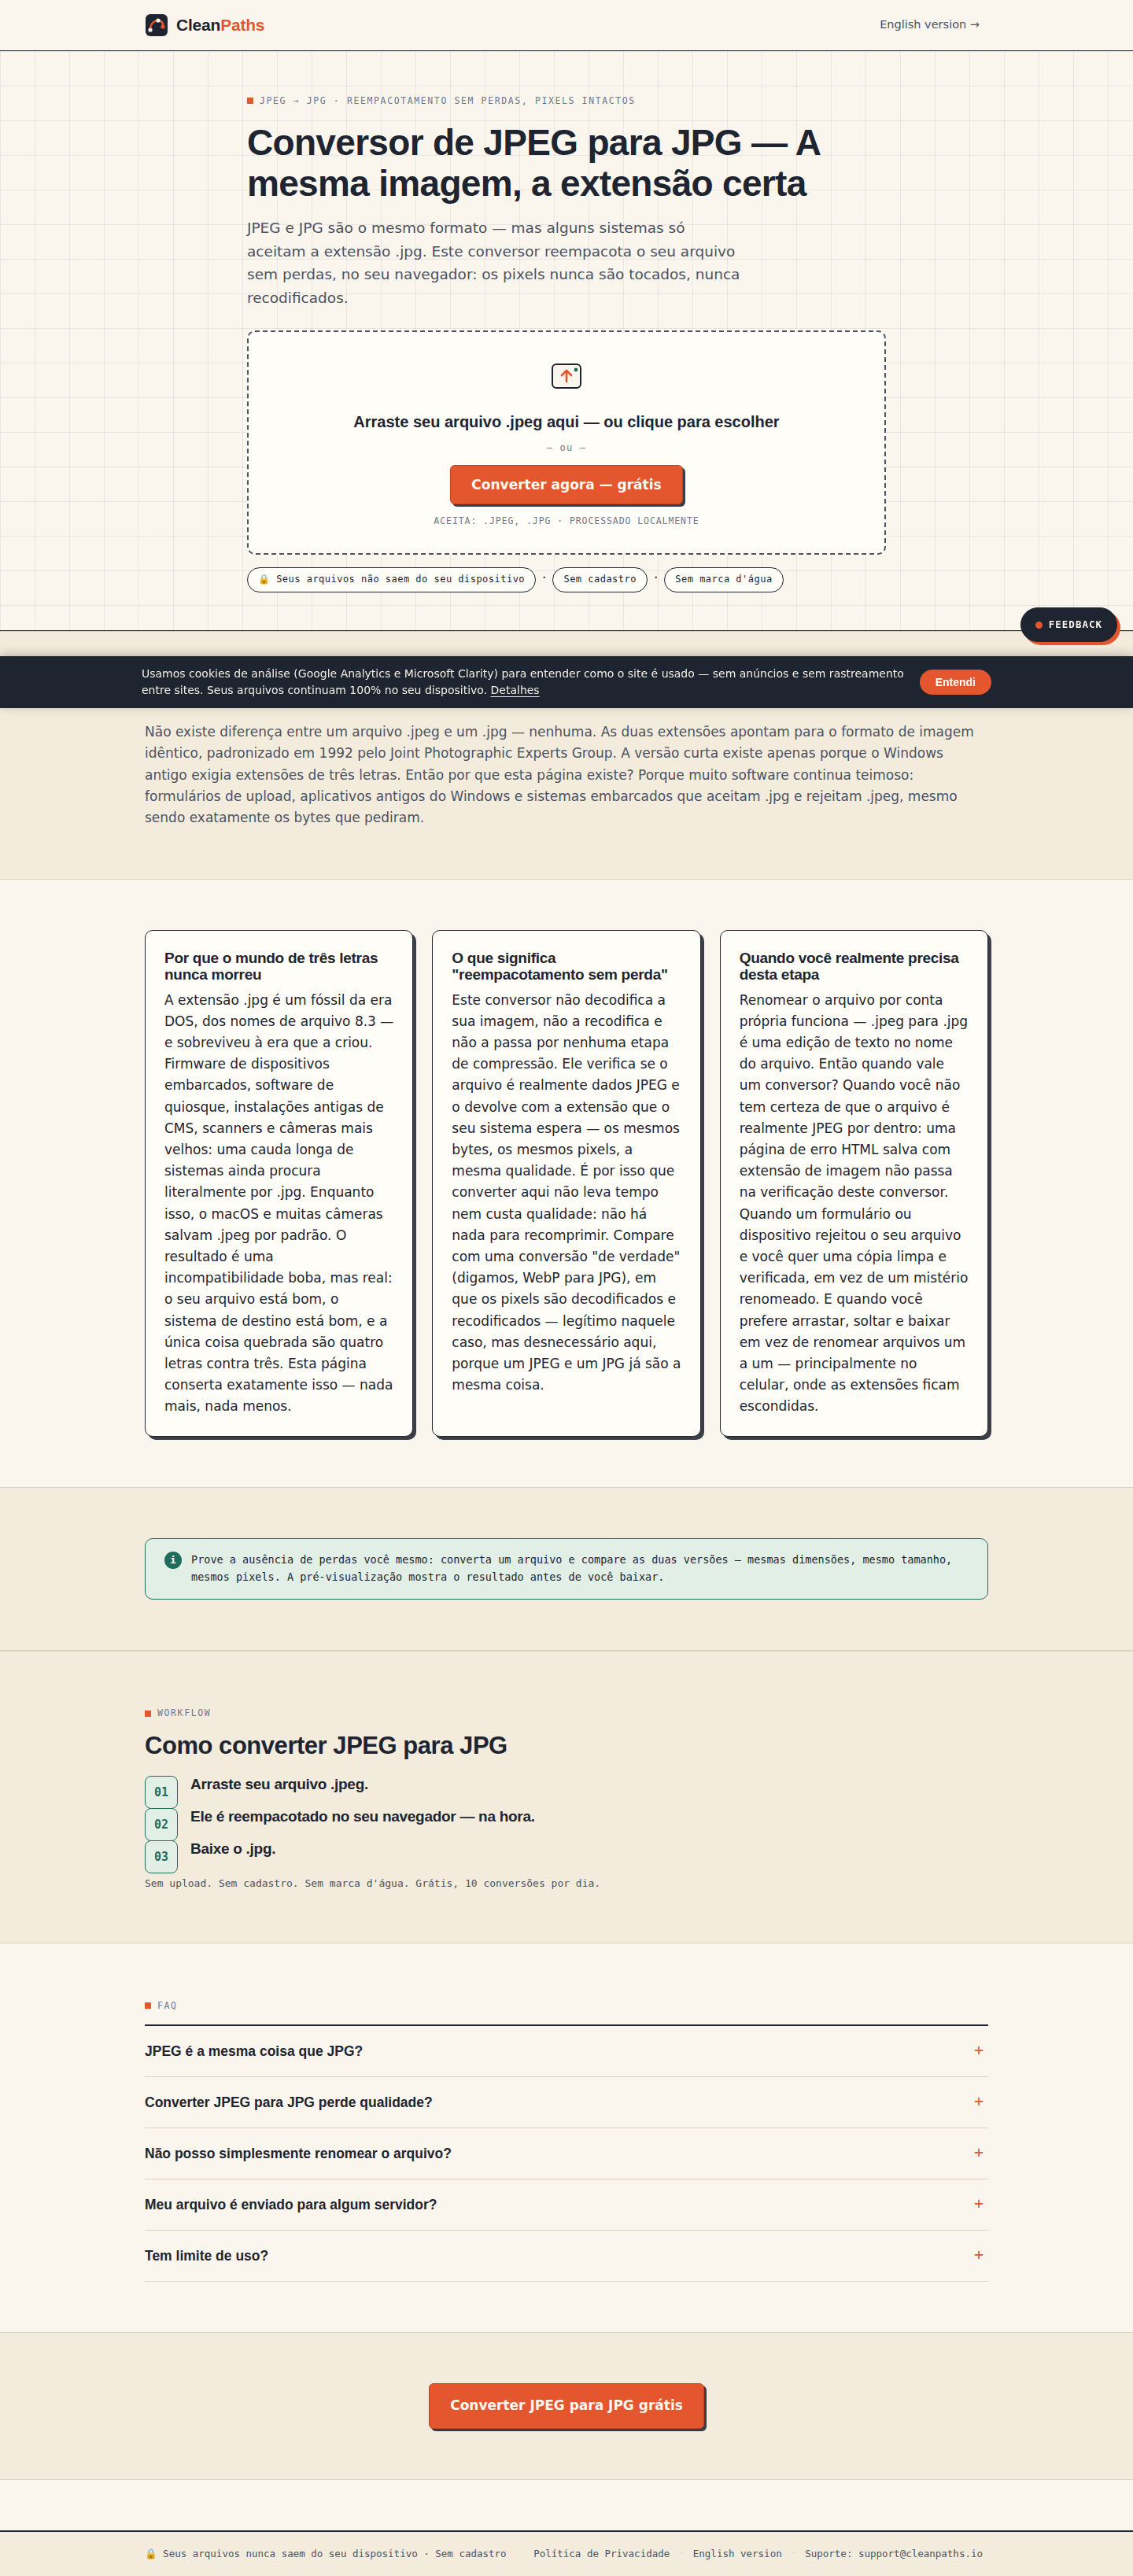 CleanPaths
English version →
JPEG → JPG · REEMPACOTAMENTO SEM PERDAS, PIXELS INTACTOS
Conversor de JPEG para JPG — A
mesma imagem, a extensão certa
JPEG e JPG são o mesmo formato — mas alguns sistemas só
aceitam a extensão .jpg. Este conversor reempacota o seu arquivo
sem perdas, no seu navegador: os pixels nunca são tocados, nunca
recodificados.
Arraste seu arquivo .jpeg aqui — ou clique para escolher
— ou —
Converter agora — grátis
ACEITA: .JPEG, .JPG · PROCESSADO LOCALMENTE
🔒 Seus arquivos não saem do seu dispositivo · Sem cadastro · Sem marca d'água
FEEDBACK
Usamos cookies de análise (Google Analytics e Microsoft Clarity) para entender como o site é usado — sem anúncios e sem rastreamento
entre sites. Seus arquivos continuam 100% no seu dispositivo. Detalhes
Entendi
Não existe diferença entre um arquivo .jpeg e um .jpg — nenhuma. As duas extensões apontam para o formato de imagem
idêntico, padronizado em 1992 pelo Joint Photographic Experts Group. A versão curta existe apenas porque o Windows
antigo exigia extensões de três letras. Então por que esta página existe? Porque muito software continua teimoso:
formulários de upload, aplicativos antigos do Windows e sistemas embarcados que aceitam .jpg e rejeitam .jpeg, mesmo
sendo exatamente os bytes que pediram.
Por que o mundo de três letras
nunca morreu
A extensão .jpg é um fóssil da era
DOS, dos nomes de arquivo 8.3 —
e sobreviveu à era que a criou.
Firmware de dispositivos
embarcados, software de
quiosque, instalações antigas de
CMS, scanners e câmeras mais
velhos: uma cauda longa de
sistemas ainda procura
literalmente por .jpg. Enquanto
isso, o macOS e muitas câmeras
salvam .jpeg por padrão. O
resultado é uma
incompatibilidade boba, mas real:
o seu arquivo está bom, o
sistema de destino está bom, e a
única coisa quebrada são quatro
letras contra três. Esta página
conserta exatamente isso — nada
mais, nada menos.
O que significa
"reempacotamento sem perda"
Este conversor não decodifica a
sua imagem, não a recodifica e
não a passa por nenhuma etapa
de compressão. Ele verifica se o
arquivo é realmente dados JPEG e
o devolve com a extensão que o
seu sistema espera — os mesmos
bytes, os mesmos pixels, a
mesma qualidade. É por isso que
converter aqui não leva tempo
nem custa qualidade: não há
nada para recomprimir. Compare
com uma conversão "de verdade"
(digamos, WebP para JPG), em
que os pixels são decodificados e
recodificados — legítimo naquele
caso, mas desnecessário aqui,
porque um JPEG e um JPG já são a
mesma coisa.
Quando você realmente precisa
desta etapa
Renomear o arquivo por conta
própria funciona — .jpeg para .jpg
é uma edição de texto no nome
do arquivo. Então quando vale
um conversor? Quando você não
tem certeza de que o arquivo é
realmente JPEG por dentro: uma
página de erro HTML salva com
extensão de imagem não passa
na verificação deste conversor.
Quando um formulário ou
dispositivo rejeitou o seu arquivo
e você quer uma cópia limpa e
verificada, em vez de um mistério
renomeado. E quando você
prefere arrastar, soltar e baixar
em vez de renomear arquivos um
a um — principalmente no
celular, onde as extensões ficam
escondidas.
i
Prove a ausência de perdas você mesmo: converta um arquivo e compare as duas versões — mesmas dimensões, mesmo tamanho,
mesmos pixels. A pré-visualização mostra o resultado antes de você baixar.
WORKFLOW
Como converter JPEG para JPG
01 Arraste seu arquivo .jpeg.
02 Ele é reempacotado no seu navegador — na hora.
03 Baixe o .jpg.
Sem upload. Sem cadastro. Sem marca d'água. Grátis, 10 conversões por dia.
FAQ
JPEG é a mesma coisa que JPG? +
Converter JPEG para JPG perde qualidade? +
Não posso simplesmente renomear o arquivo? +
Meu arquivo é enviado para algum servidor? +
Tem limite de uso? +
Converter JPEG para JPG grátis
🔒 Seus arquivos nunca saem do seu dispositivo · Sem cadastro
Política de Privacidade · English version · Suporte: support@cleanpaths.io